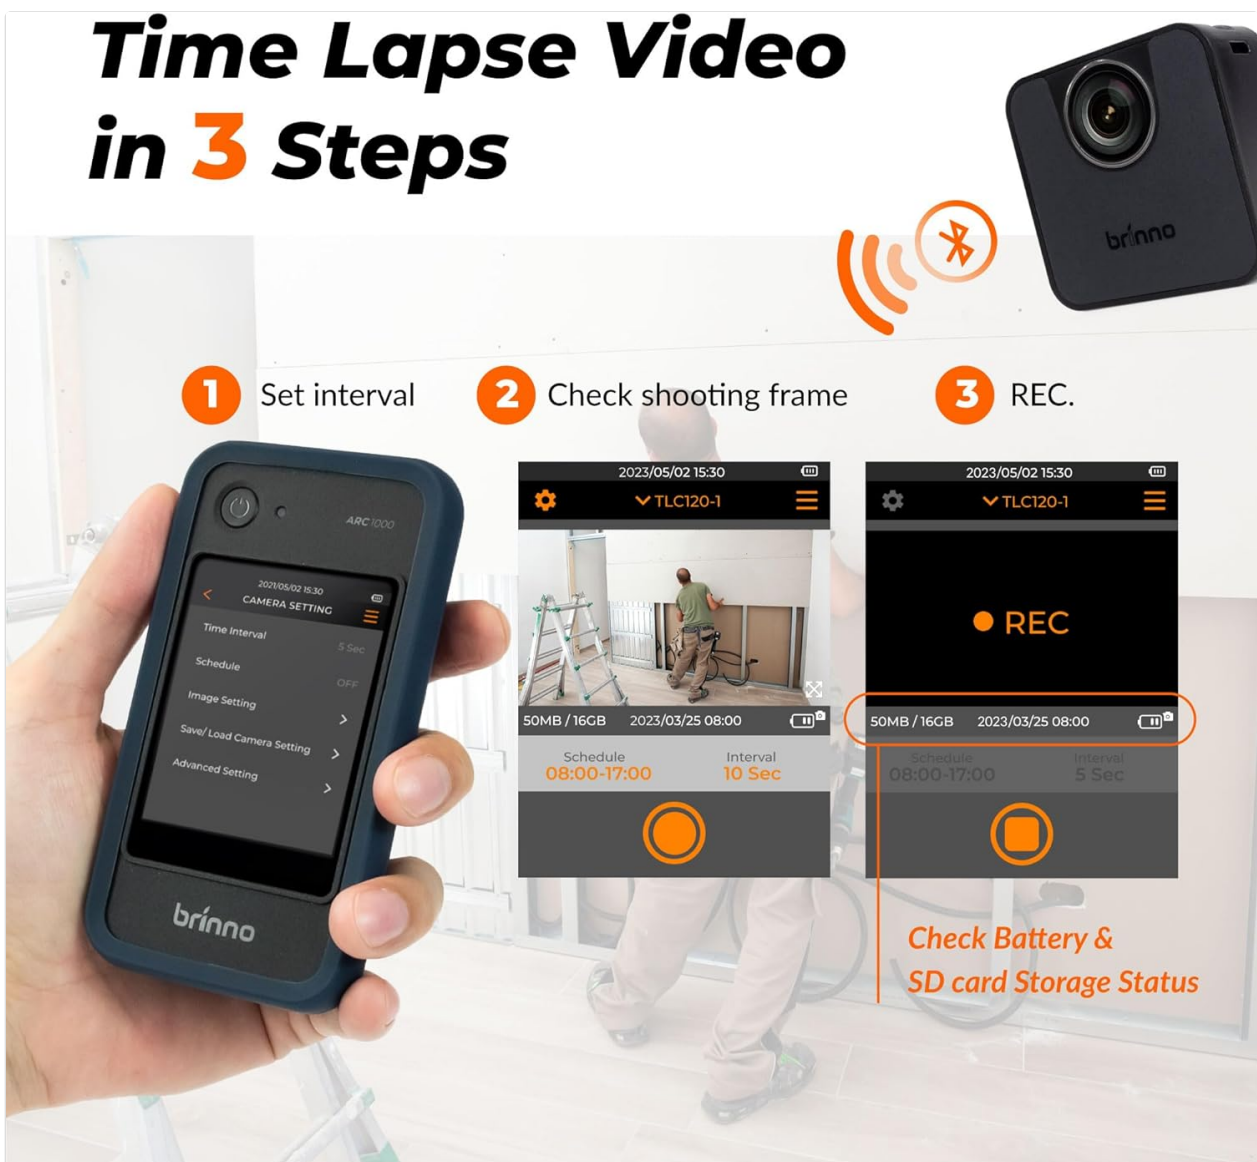 Time Lapse Video
in 3 Steps
brinno
1 Set interval
2 Check shooting frame
3 REC.
ARC1000
2021/05/02 15:30
CAMERA SETTING
Time Interval
5 Sec
Schedule
OFF
Image Setting
Save/ Load Camera Setting
Advanced Setting
brinno
2023/05/02 15:30
TLC120-1
50MB / 16GB 2023/03/25 08:00
Schedule Interval
08:00-17:00 10 Sec
2023/05/02 15:30
TLC120-1
REC
50MB / 16GB 2023/03/25 08:00
Schedule Interval
08:00-17:00 5 Sec
Check Battery &
SD card Storage Status